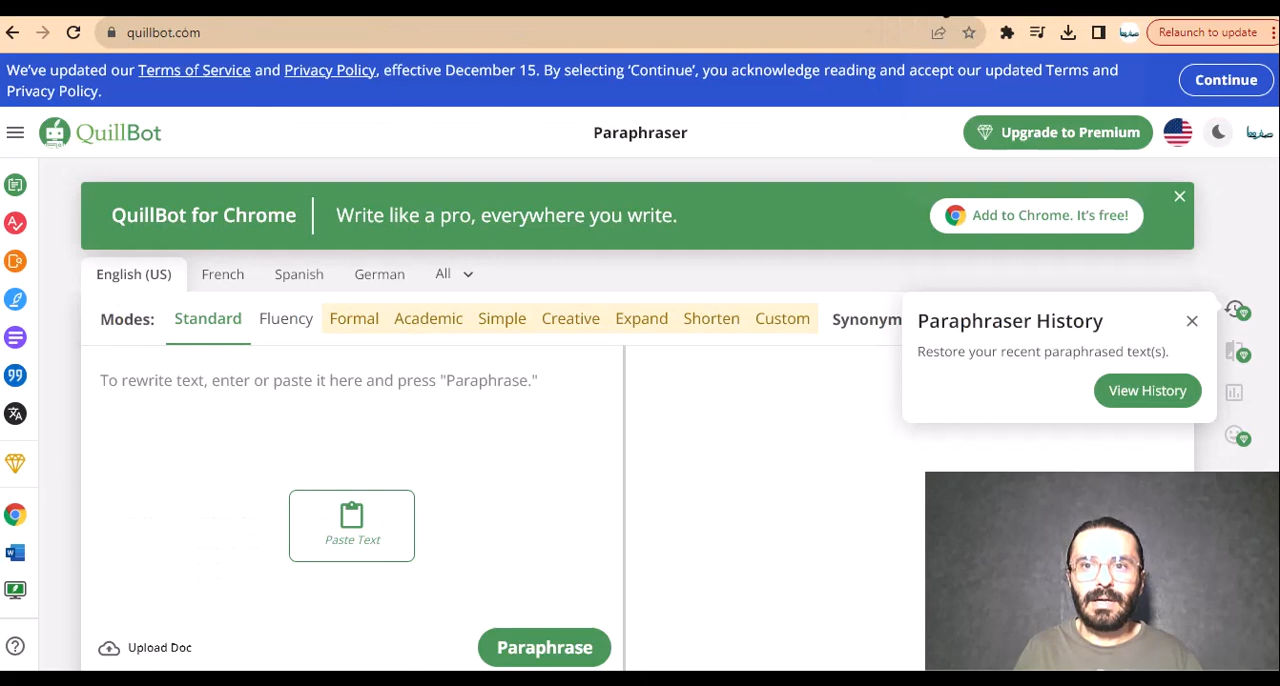 quillbot.com
Relaunch to update
We've updated our Terms of Service and Privacy Policy, effective December 15. By selecting 'Continue', you acknowledge reading and accept our updated Terms and
Privacy Policy.
Continue
QuillBot
Paraphraser
Upgrade to Premium
QuillBot for Chrome
Write like a pro, everywhere you write.
Add to Chrome. It's free!
English (US) French Spanish German All
Modes: Standard Fluency Formal Academic Simple Creative Expand Shorten Custom Synonym
Paraphraser History
Restore your recent paraphrased text(s).
View History
To rewrite text, enter or paste it here and press "Paraphrase."
Paste Text
Upload Doc
Paraphrase